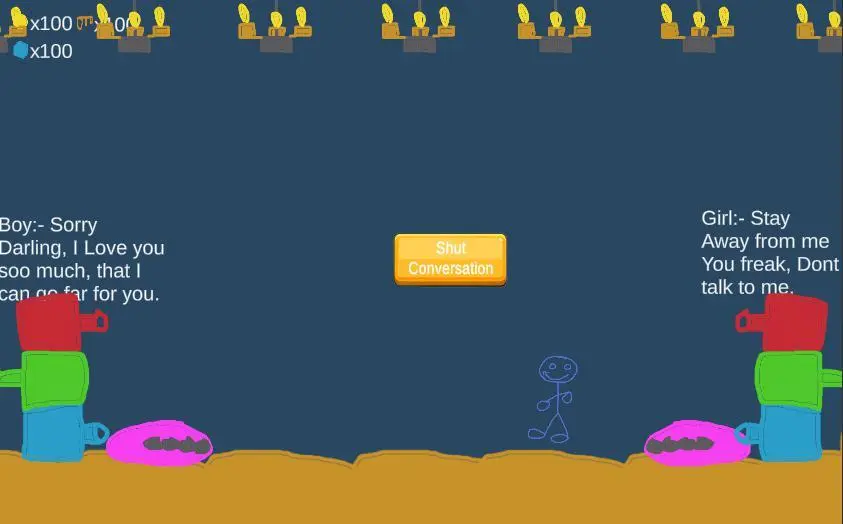 x100 x100
x100
Boy:- Sorry
Darling, I Love you
soo much, that I
can go far for you.
Shut
Conversation
Girl:- Stay
Away from me
You freak, Dont
talk to me.